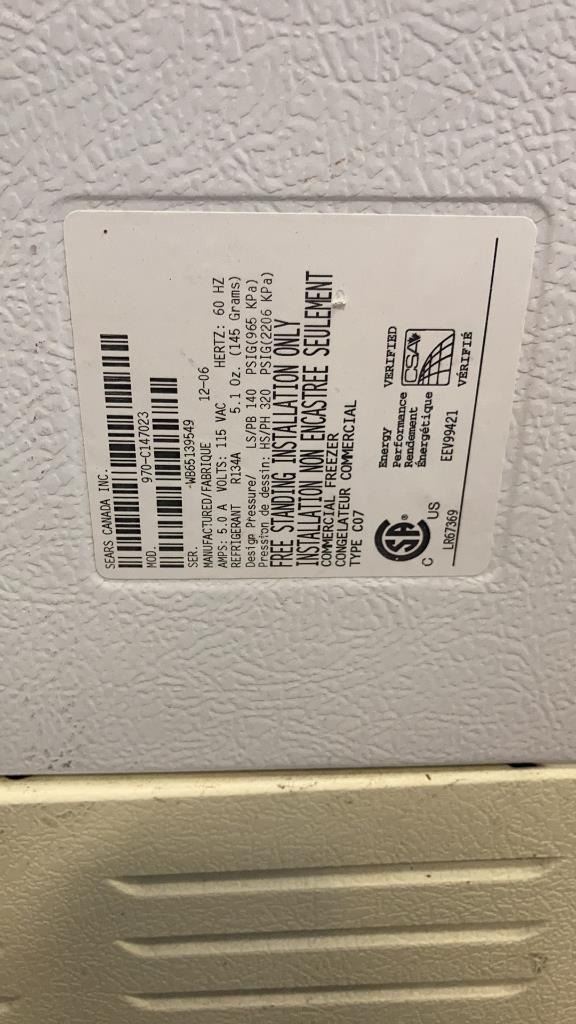 SEARS CANADA INC.
MOD. 970-C147023
SER. WB65139549
MANUFACTURED/FABRIQUE 12-06
AMPS: 5.0 A VOLTS: 115 VAC HERTZ: 60 HZ
REFRIGERANT R134A 5.1 Oz. (145 Grams)
Design Pressure/ LS/PB 140 PSIG(965 KPa)
Pression de dessin: HS/PH 320 PSIG(2206 KPa)
FREE STANDING INSTALLATION ONLY
INSTALLATION NON ENCASTREE SEULEMENT
COMMERCIAL FREEZER
CONGELATEUR COMMERCIAL
TYPE C07
SA ®
C US
LR67369
Energy
Performance
Rendement
Énergétique
EEV99421
VERIFIED
CSA
VÉRIFIÉ